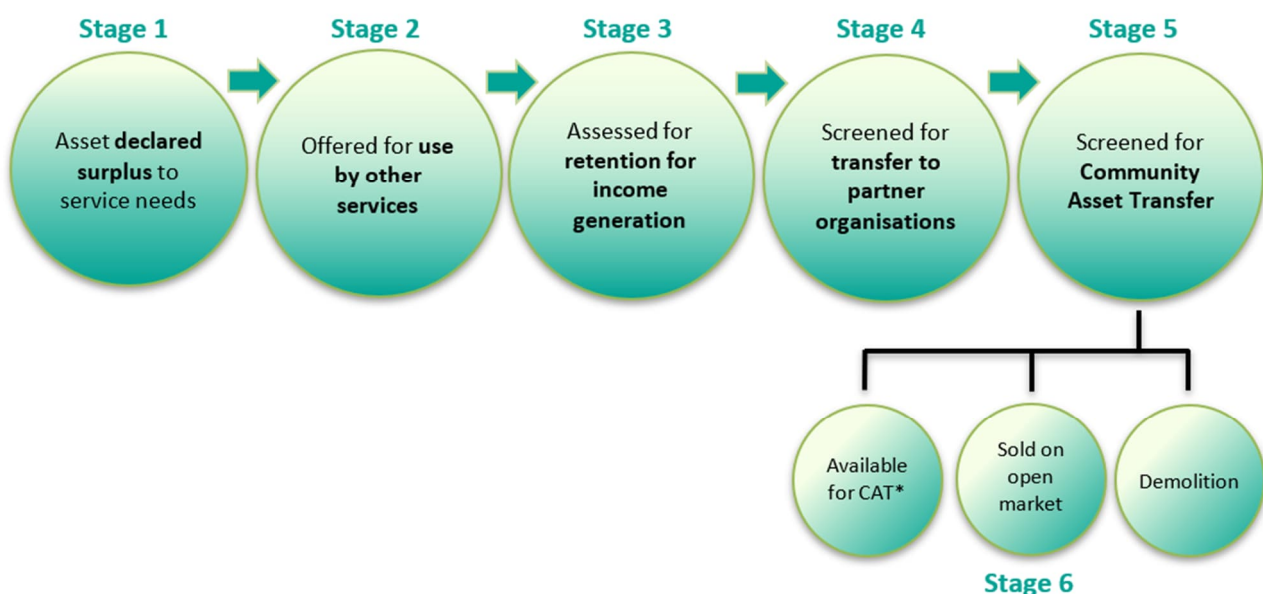 Stage 1
Stage 2
Stage 3
Stage 4
Stage 5
Asset declared
surplus to
service needs
Offered for use
by other
services
Assessed for
retention for
income
generation
Screened for
transfer to
partner
organisations
Screened for
Community
Asset Transfer
Available
for CAT*
Sold on
open
market
Demolition
Stage 6